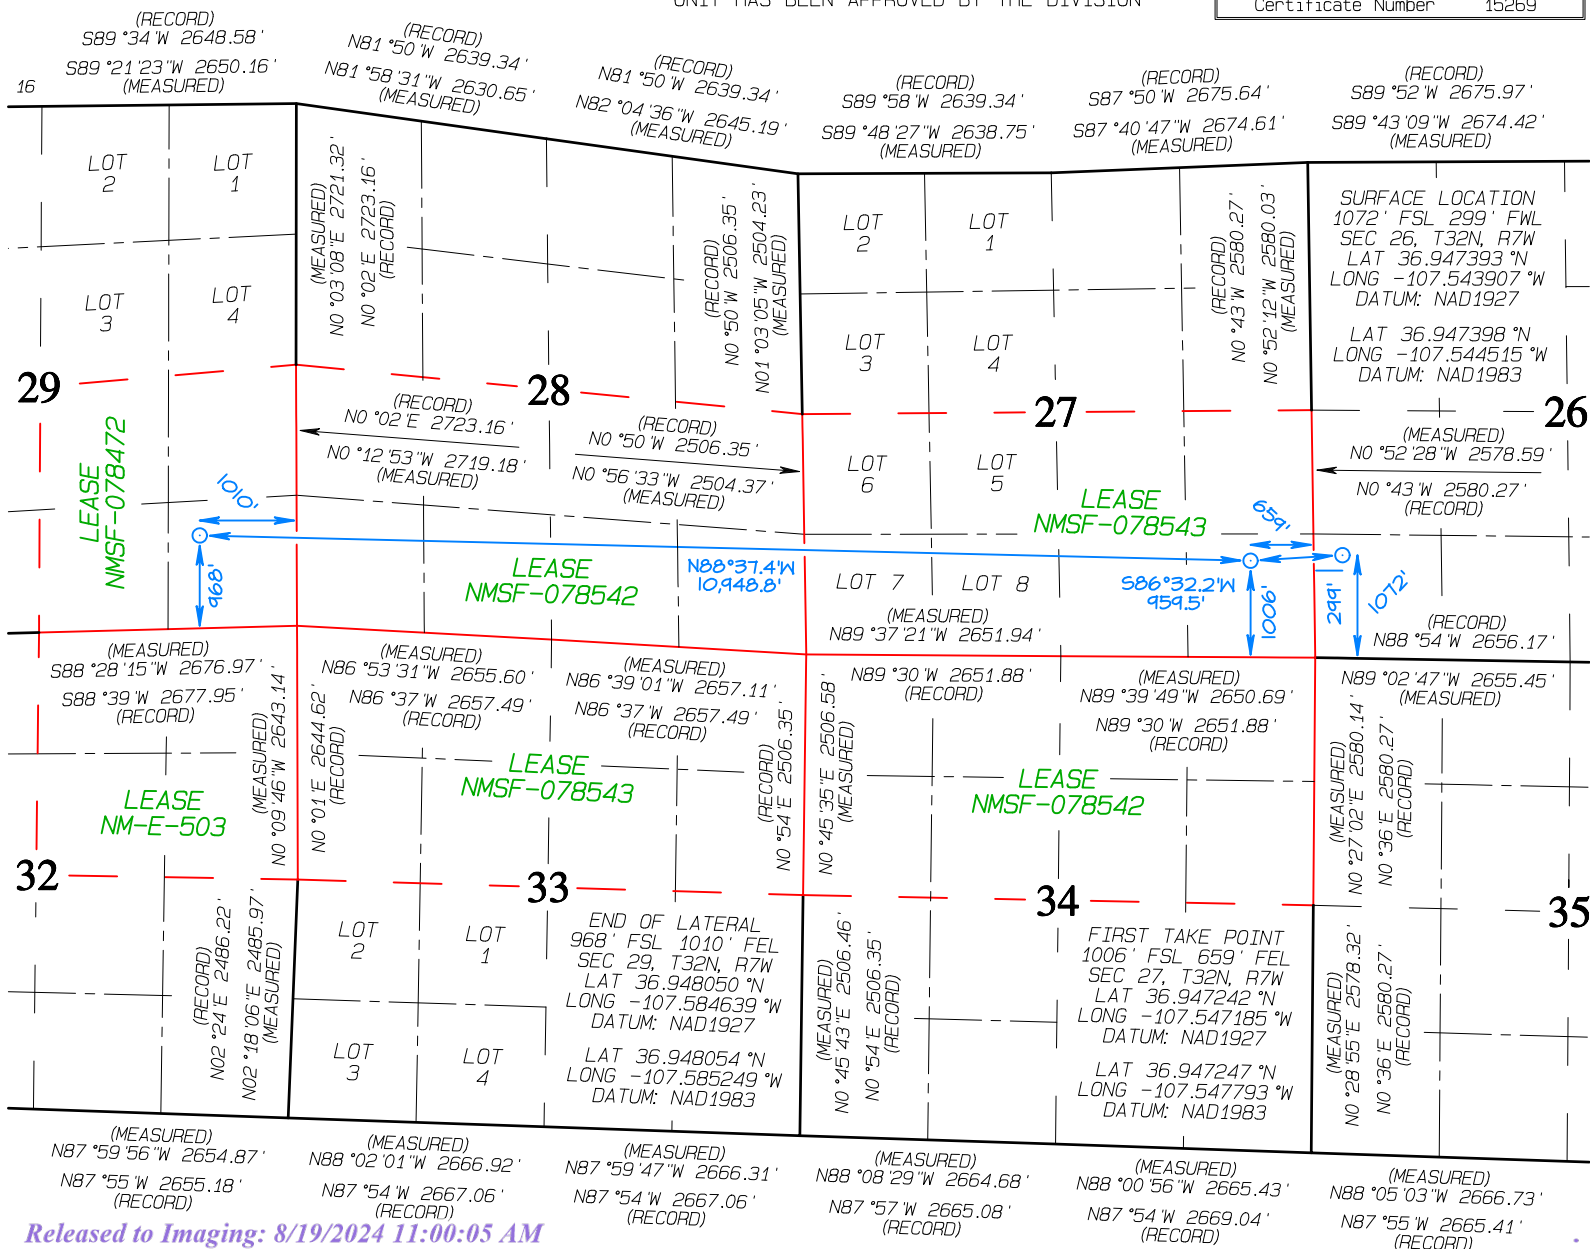 UNIT HAS BEEN APPROVED BY THE DIVISION
Certificate Number 15269
(RECORD)
S89°34'W 2648.58'
S89°21'23"W 2650.16'
(MEASURED)
(RECORD)
N81°50'W 2639.34'
N81°58'31"W 2630.65'
(MEASURED)
(RECORD)
N81°50'W 2639.34'
N82°04'36"W 2645.19'
(MEASURED)
(RECORD)
S89°58'W 2639.34'
S89°48'27"W 2638.75'
(MEASURED)
(RECORD)
S87°50'W 2675.64'
S87°40'47"W 2674.61'
(MEASURED)
(RECORD)
S89°52'W 2675.97'
S89°43'09"W 2674.42'
(MEASURED)
16
LOT
2
LOT
1
LOT
3
LOT
4
(MEASURED)
N0°03'08"E 2721.32'
N0°02'E 2723.16'
(RECORD)
(RECORD)
N0°50'W 2506.35'
N01°03'05"W 2504.23'
(MEASURED)
LOT
2
LOT
1
LOT
3
LOT
4
(RECORD)
N0°43'W 2580.27'
N0°52'12"W 2580.03'
(MEASURED)
SURFACE LOCATION
1072' FSL 299' FWL
SEC 26, T32N, R7W
LAT 36.947393°N
LONG -107.543907°W
DATUM: NAD1927
LAT 36.947398°N
LONG -107.544515°W
DATUM: NAD1983
29
28
27
26
LEASE
NMSF-078472
(RECORD)
N0°02'E 2723.16'
N0°12'53"W 2719.18'
(MEASURED)
(RECORD)
N0°50'W 2506.35'
N0°56'33"W 2504.37'
(MEASURED)
LOT
6
LOT
5
LEASE
NMSF-078543
(MEASURED)
N0°52'28"W 2578.59'
N0°43'W 2580.27'
(RECORD)
1010'
968'
LEASE
NMSF-078542
N88°37.4'W
10,948.8'
LOT 7
LOT 8
S86°32.2'W
959.5'
659'
1006'
299'
1072'
(MEASURED)
N89°37'21"W 2651.94'
(RECORD)
N88°54'W 2656.17'
(MEASURED)
S88°28'15"W 2676.97'
S88°39'W 2677.95'
(RECORD)
(MEASURED)
N86°53'31"W 2655.60'
N86°37'W 2657.49'
(RECORD)
(MEASURED)
N86°39'01"W 2657.11'
N86°37'W 2657.49'
(RECORD)
N89°30'W 2651.88'
(RECORD)
(MEASURED)
N89°39'49"W 2650.69'
N89°30'W 2651.88'
(RECORD)
N89°02'47"W 2655.45'
(MEASURED)
(MEASURED)
N0°09'46"W 2643.14'
N0°01'E 2644.62'
(RECORD)
(RECORD)
N0°54'E 2506.35'
N0°45'35"E 2506.58'
(MEASURED)
(MEASURED)
N0°27'02"E 2580.14'
N0°36'E 2580.27'
(RECORD)
LEASE
NM-E-503
LEASE
NMSF-078543
LEASE
NMSF-078542
32
33
34
35
(RECORD)
N02°24'E 2486.22'
N02°18'06"E 2485.97'
(MEASURED)
LOT
2
LOT
1
LOT
3
LOT
4
END OF LATERAL
968' FSL 1010' FEL
SEC 29, T32N, R7W
LAT 36.948050°N
LONG -107.584639°W
DATUM: NAD1927
LAT 36.948054°N
LONG -107.585249°W
DATUM: NAD1983
(MEASURED)
N0°45'43"E 2506.46'
N0°54'E 2506.35'
(RECORD)
FIRST TAKE POINT
1006' FSL 659' FEL
SEC 27, T32N, R7W
LAT 36.947242°N
LONG -107.547185°W
DATUM: NAD1927
LAT 36.947247°N
LONG -107.547793°W
DATUM: NAD1983
(MEASURED)
N0°28'55"E 2578.32'
N0°36'E 2580.27'
(RECORD)
(MEASURED)
N87°59'56"W 2654.87'
N87°55'W 2655.18'
(RECORD)
(MEASURED)
N88°02'01"W 2666.92'
N87°54'W 2667.06'
(RECORD)
(MEASURED)
N87°59'47"W 2666.31'
N87°54'W 2667.06'
(RECORD)
(MEASURED)
N88°08'29"W 2664.68'
N87°57'W 2665.08'
(RECORD)
(MEASURED)
N88°00'56"W 2665.43'
N87°54'W 2669.04'
(RECORD)
(MEASURED)
N88°05'03"W 2666.73'
N87°55'W 2665.41'
(RECORD)
Released to Imaging: 8/19/2024 11:00:05 AM